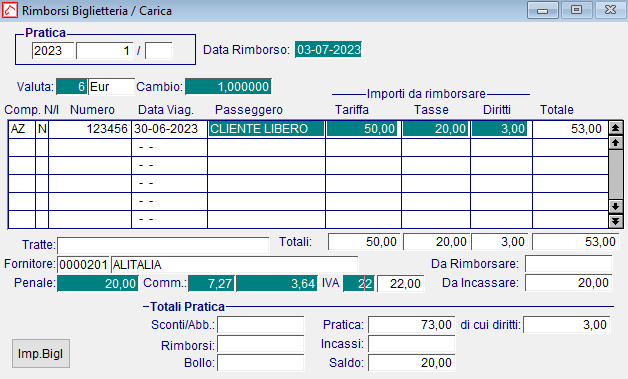 Rimborsi Biglietteria / Carica
Pratica
2023 1 /
Data Rimborso: 03-07-2023
Valuta: 6 Eur Cambio: 1,000000
Importi da rimborsare
Comp. N/I Numero Data Viag. Passeggero Tariffa Tasse Diritti Totale
AZ N 123456 30-06-2023 CLIENTE LIBERO 50,00 20,00 3,00 53,00
- -
- -
- -
- -
- -
Tratte: Totali: 50,00 20,00 3,00 53,00
Fornitore: 0000201 ALITALIA Da Rimborsare:
Penale: 20,00 Comm.: 7,27 3,64 IVA 22 22,00 Da Incassare: 20,00
Totali Pratica
Sconti/Abb.: Pratica: 73,00 di cui diritti: 3,00
Rimborsi: Incassi:
Bollo: Saldo: 20,00
Imp.Bigl